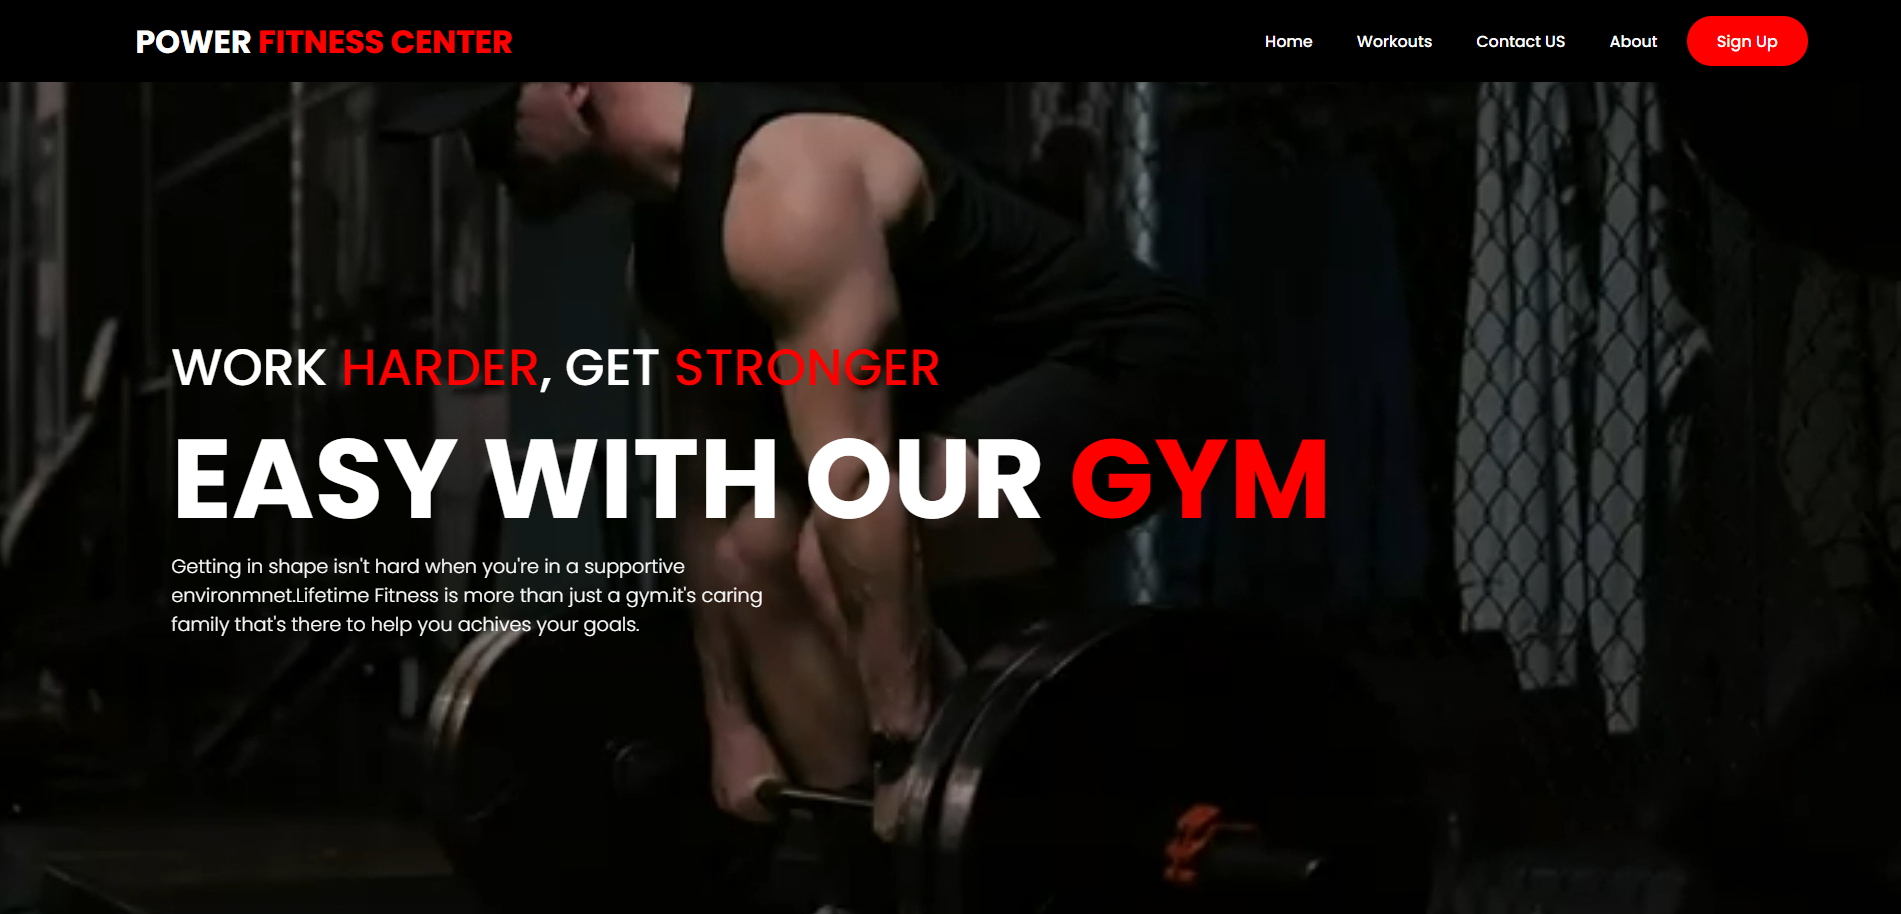 POWER FITNESS CENTER
Home Workouts Contact US About Sign Up
WORK HARDER, GET STRONGER
EASY WITH OUR GYM
Getting in shape isn't hard when you're in a supportive
environmnet.Lifetime Fitness is more than just a gym.it's caring
family that's there to help you achives your goals.